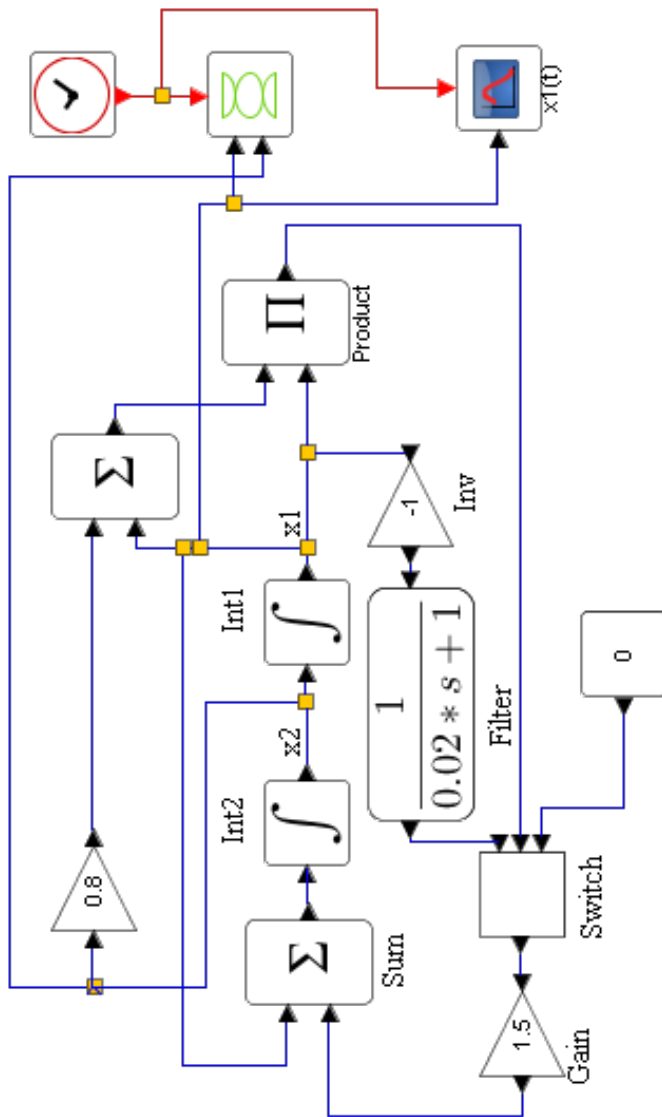 x1(t)
Σ
Π
Product
x1
Int1
∫
-1
Inv
x2
Int2
∫
1
0.02 * s + 1
Filter
0.8
Σ
Sum
0
Switch
1.5
Gain